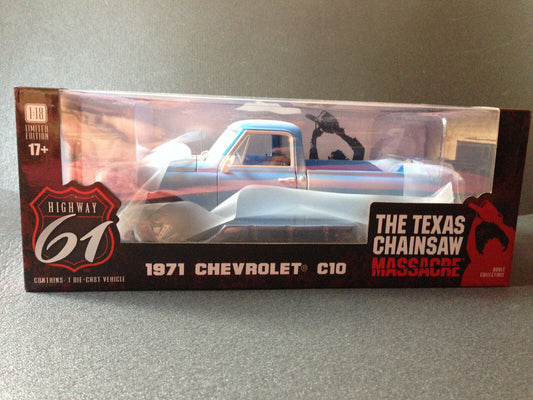 1:18
LIMITED
EDITION
17+
HIGHWAY
61
CONTAINS - 1 DIE-CAST VEHICLE
1971 CHEVROLET® C10
THE TEXAS
CHAINSAW
MASSACRE
ADULT
COLLECTIBLE